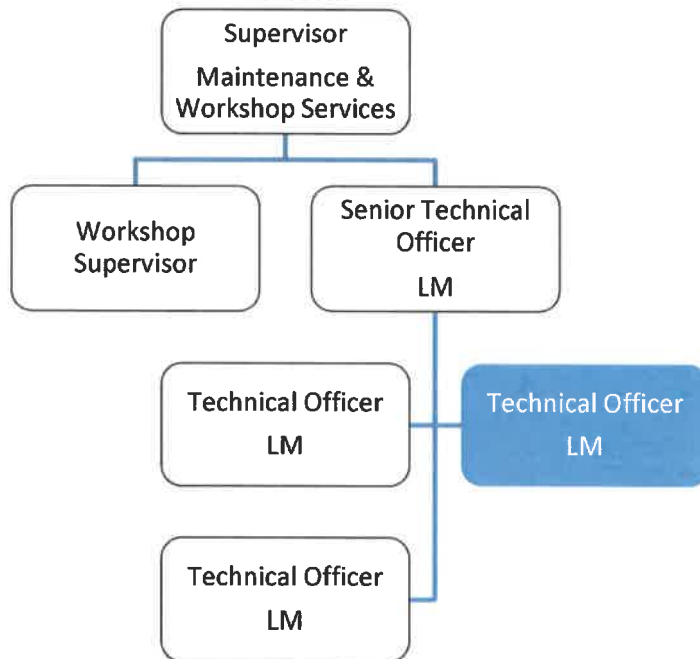 Supervisor
Maintenance &
Workshop Services
Workshop
Supervisor
Senior Technical
Officer
LM
Technical Officer
LM
Technical Officer
LM
Technical Officer
LM